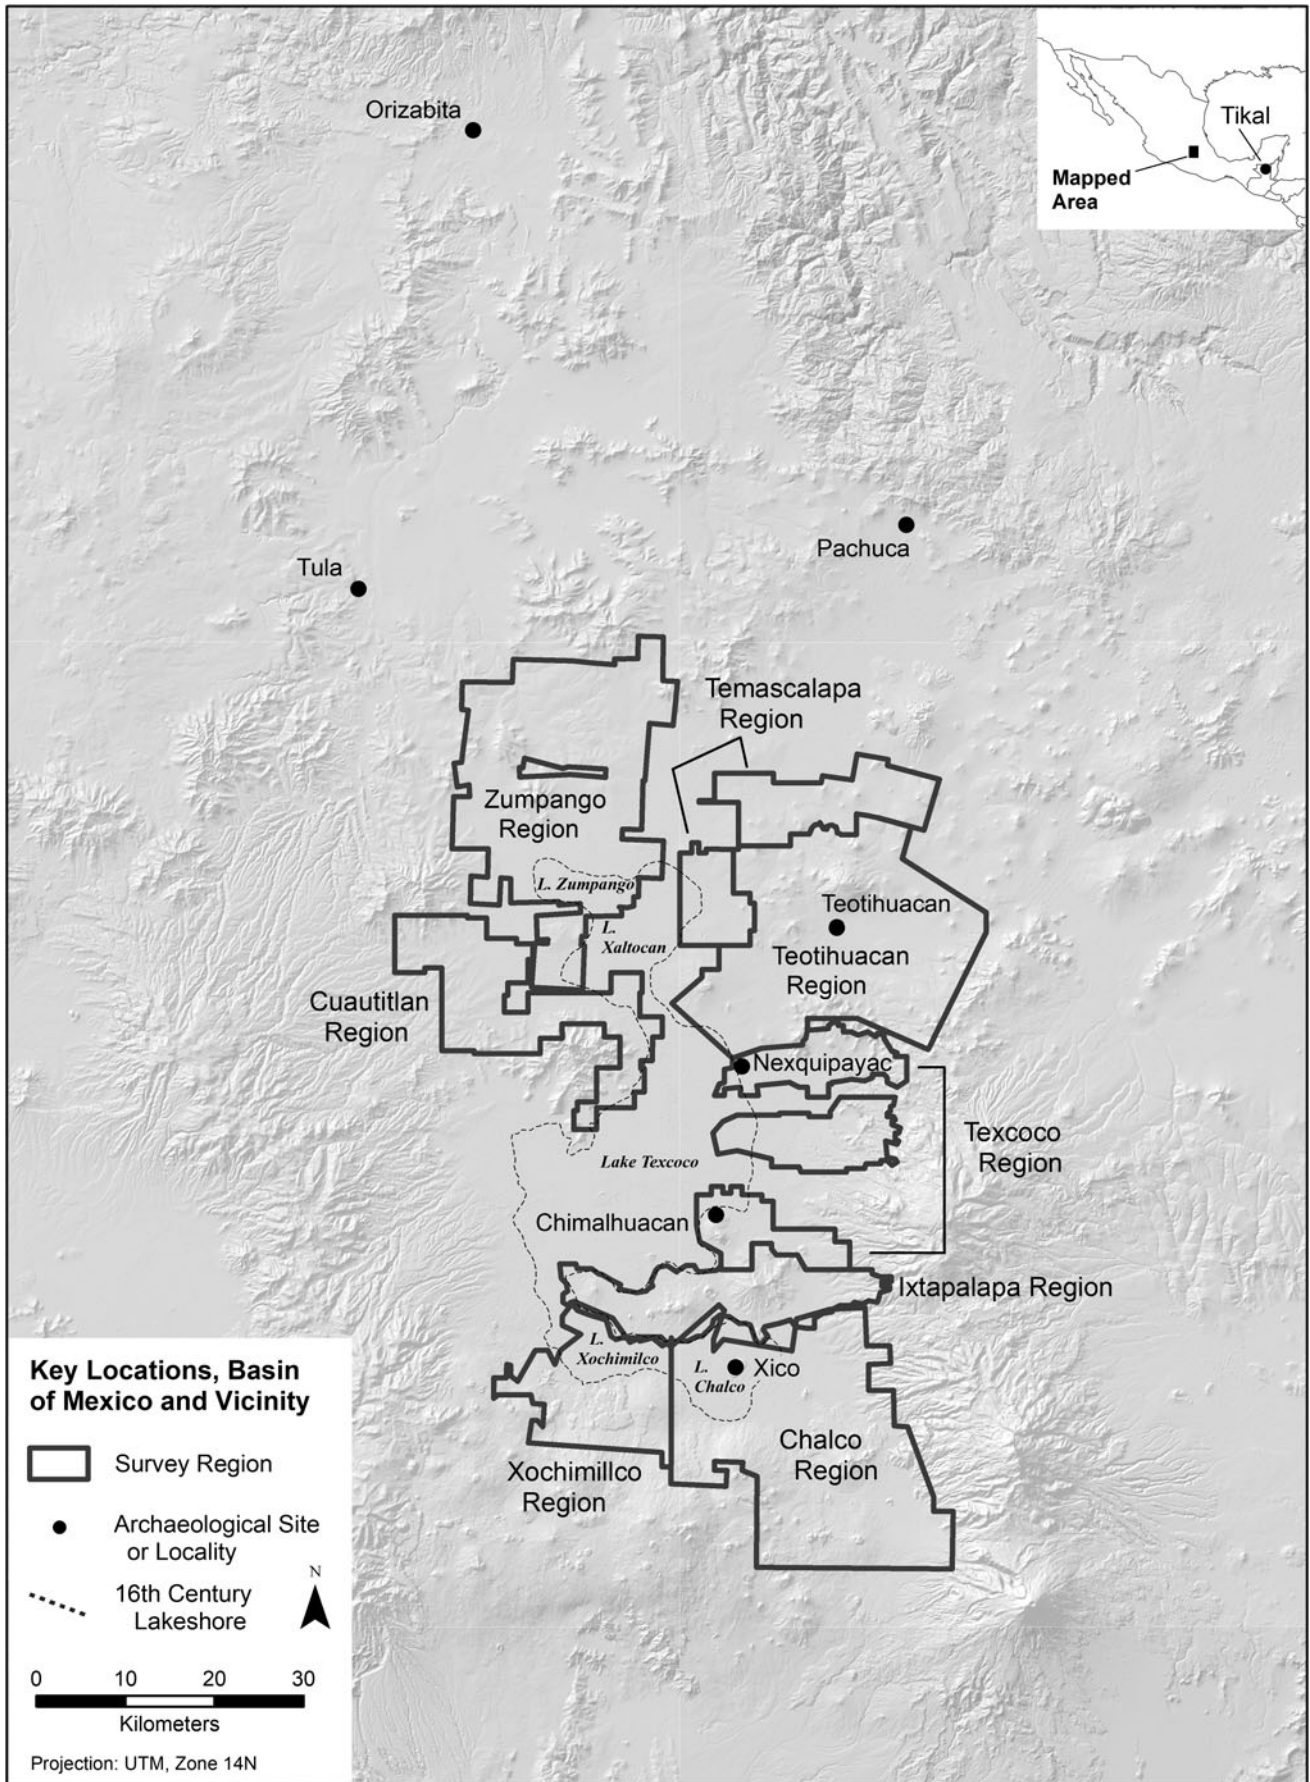 Orizabita
Tikal
Mapped
Area
Pachuca
Tula
Temascalapa
Region
Zumpango
Region
L. Zumpango
Teotihuacan
L.
Xaltocan
Teotihuacan
Region
Cuautitlan
Region
Nexquipayac
Texcoco
Region
Lake Texcoco
Chimalhuacan
Ixtapalapa Region
L.
Xochimilco
L.
Chalco
Xico
Chalco
Region
Xochimillco
Region
Key Locations, Basin
of Mexico and Vicinity
Survey Region
Archaeological Site
or Locality
N
16th Century
Lakeshore
0 10 20 30
Kilometers
Projection: UTM, Zone 14N